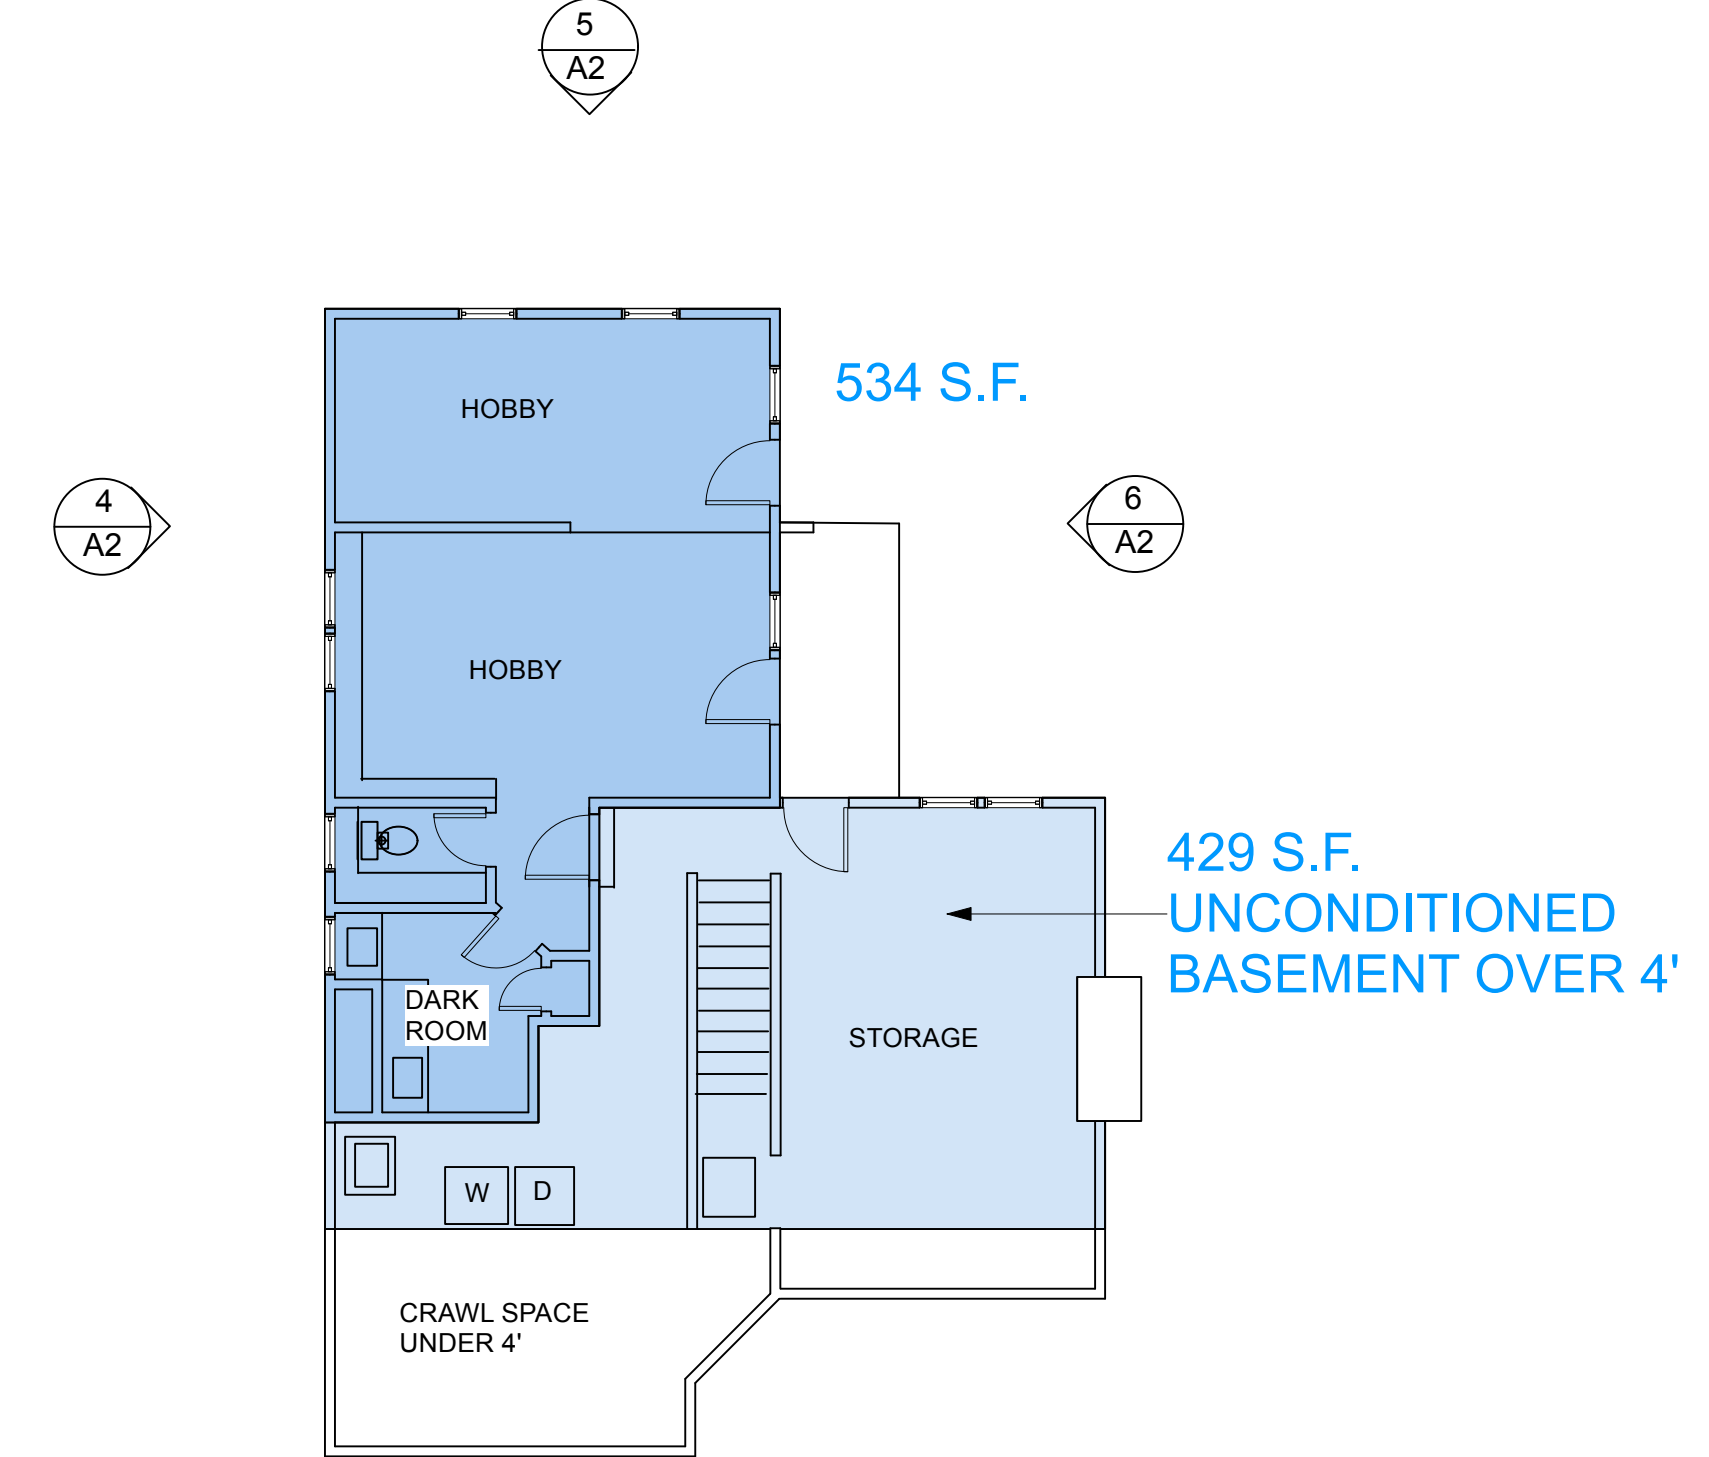 5
A2
HOBBY
534 S.F.
4
A2
6
A2
HOBBY
429 S.F.
UNCONDITIONED
BASEMENT OVER 4'
DARK
ROOM
STORAGE
W
D
CRAWL SPACE
UNDER 4'